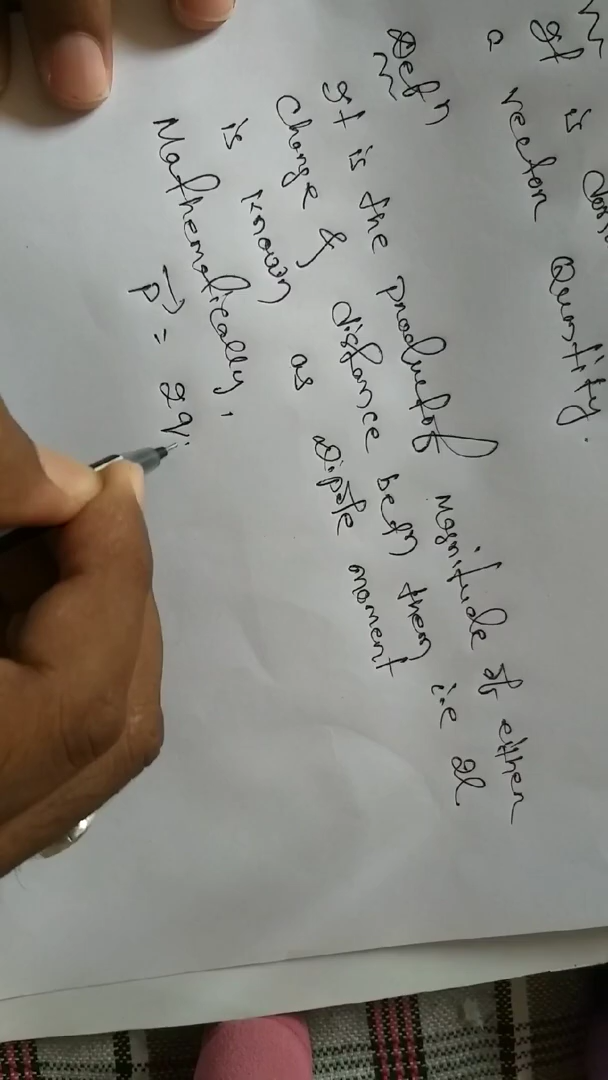 It is
a vector Quantity.
Defn
It is the product of magnitude of either
charge & distance betn them i.e 2l
is known as Dipole moment
Mathematically,
p⃗ = 2q